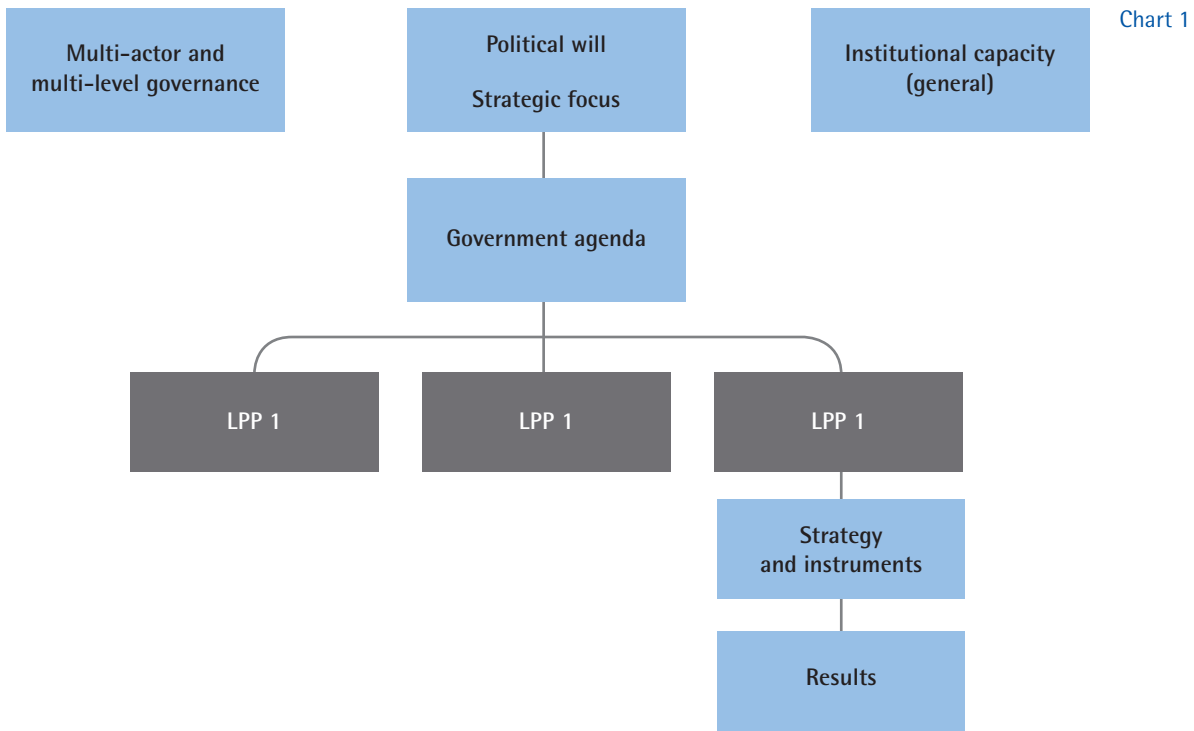 Chart 1
Multi-actor and
multi-level governance
Political will
Strategic focus
Institutional capacity
(general)
Government agenda
LPP 1
LPP 1
LPP 1
Strategy
and instruments
Results